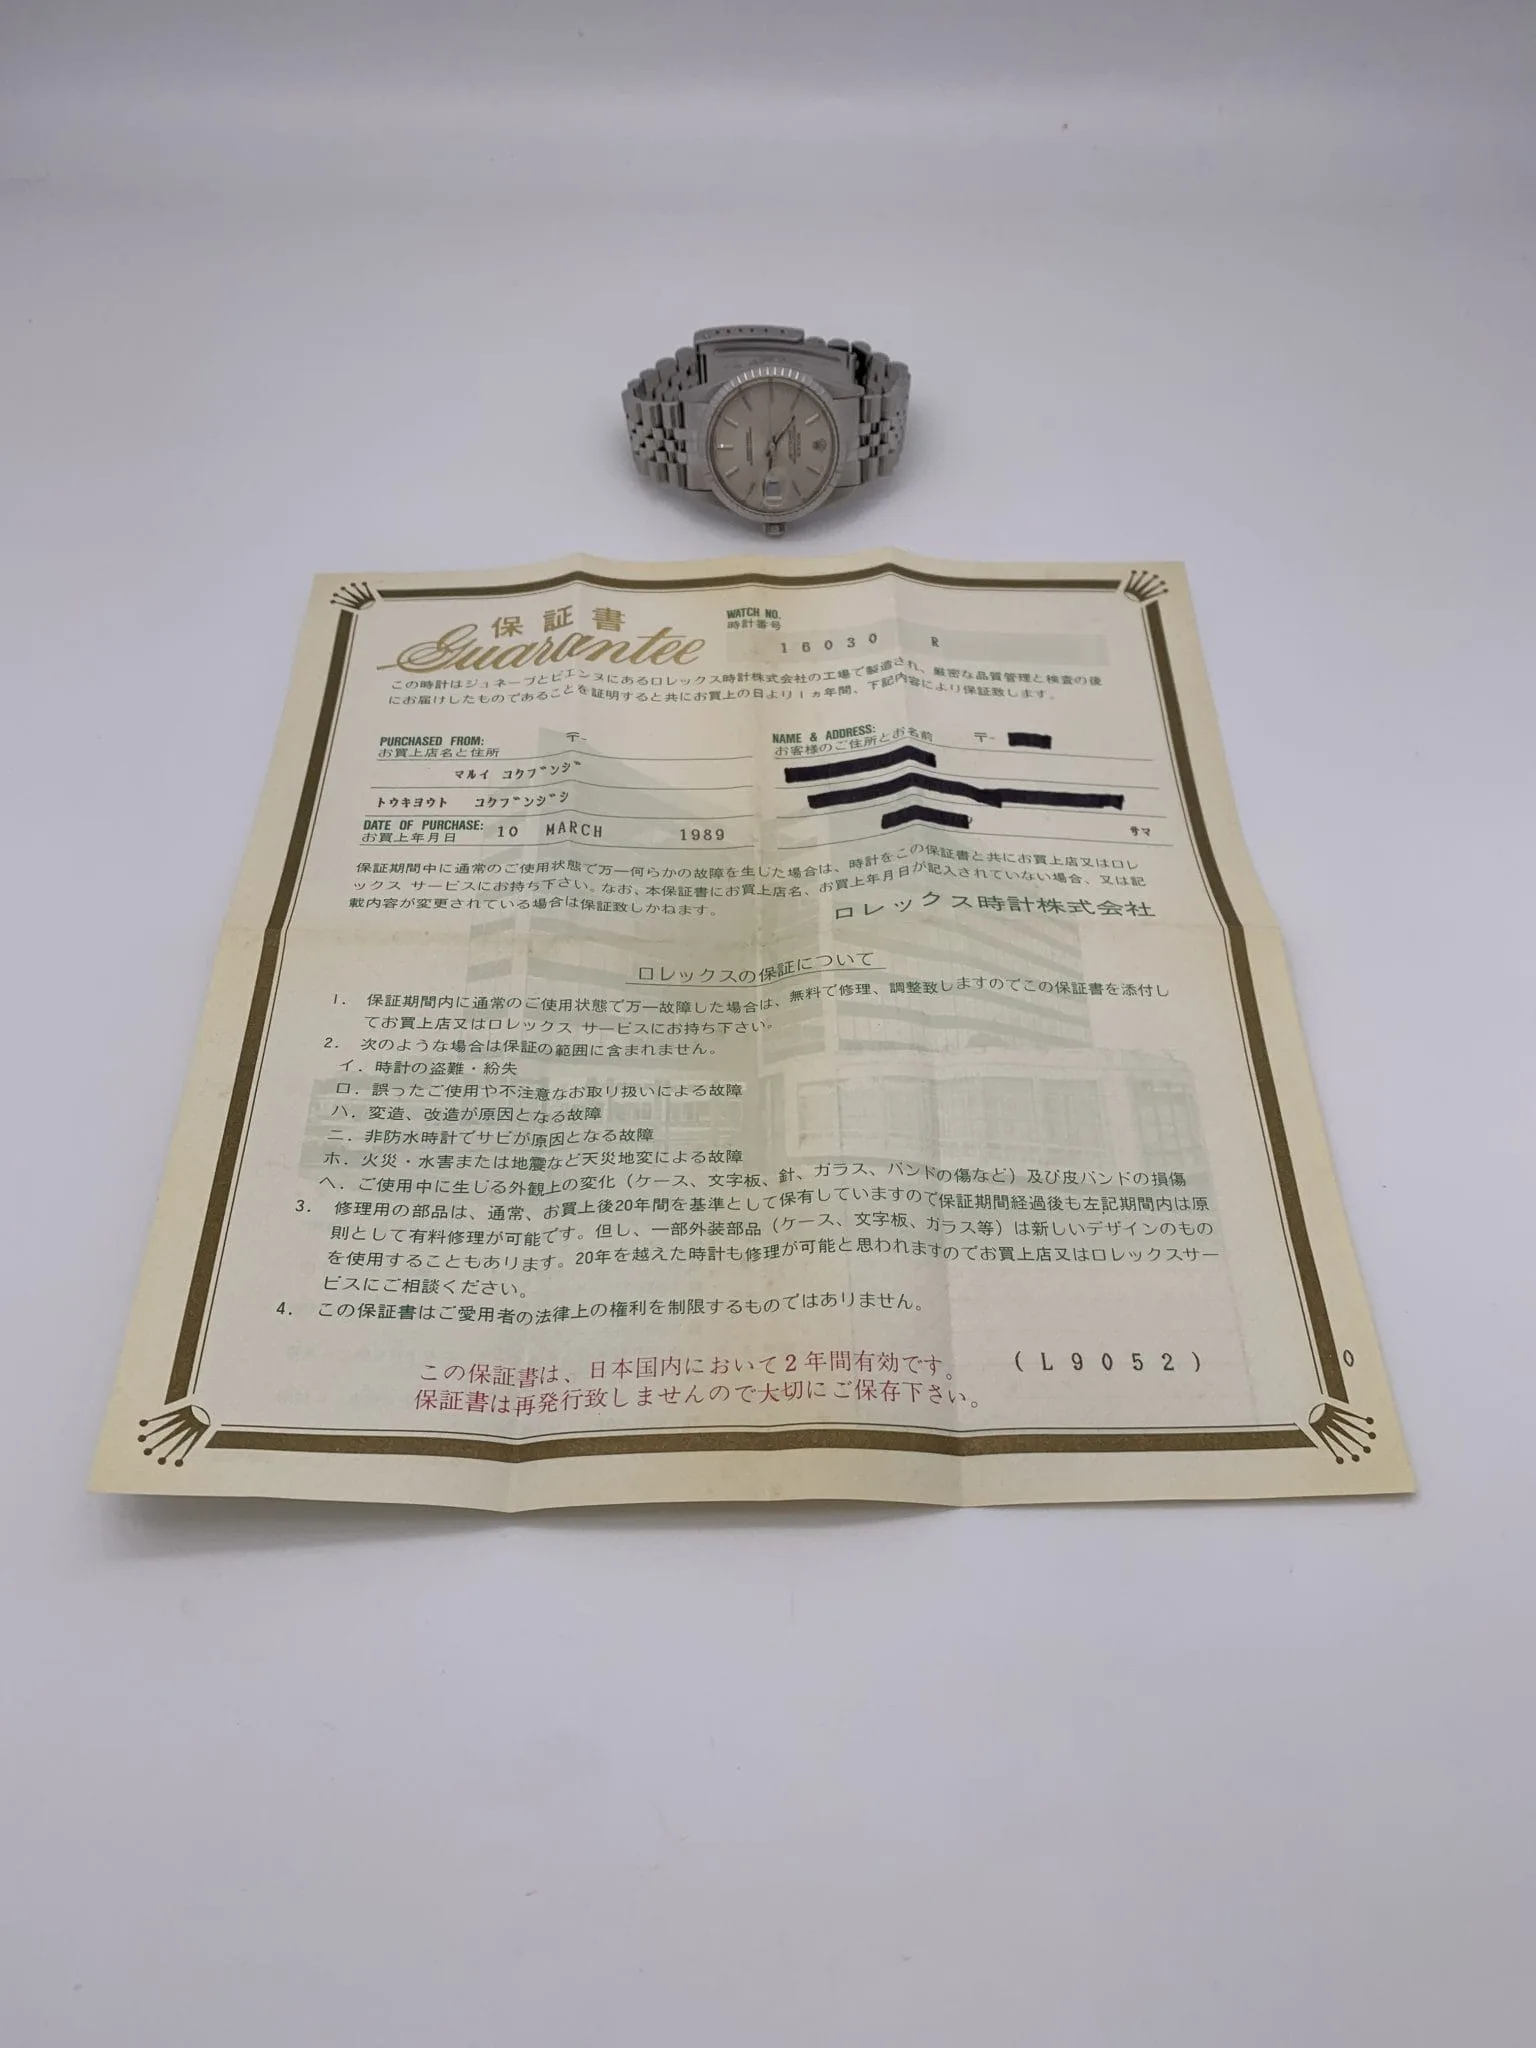 保証書
Guarantee
WATCH NO.
時計番号
16030 R
この時計はジュネーブとビエンヌにあるロレックス時計株式会社の工場で製造され、厳密な品質管理と検査の後
にお届けしたものであることを証明すると共にお買上の日より1ヵ年間、下記内容により保証致します。
PURCHASED FROM:
お買上店名と住所
〒-
マルイ コクブンジ
トウキヨウト コクブンジシ
DATE OF PURCHASE:
お買上年月日
10 MARCH 1989
NAME & ADDRESS:
お客様のご住所とお名前
〒-
サマ
保証期間中に通常のご使用状態で万一何らかの故障を生じた場合は、時計をこの保証書と共にお買上店又はロレ
ックス サービスにお持ち下さい。なお、本保証書にお買上店名、お買上年月日が記入されていない場合、又は記
載内容が変更されている場合は保証致しかねます。
ロレックス時計株式会社
ロレックスの保証について
1. 保証期間内に通常のご使用状態で万一故障した場合は、無料で修理、調整致しますのでこの保証書を添付し
てお買上店又はロレックス サービスにお持ち下さい。
2. 次のような場合は保証の範囲に含まれません。
イ. 時計の盗難・紛失
ロ. 誤ったご使用や不注意なお取り扱いによる故障
ハ. 変造、改造が原因となる故障
ニ. 非防水時計でサビが原因となる故障
ホ. 火災・水害または地震など天災地変による故障
ヘ. ご使用中に生じる外観上の変化（ケース、文字板、針、ガラス、バンドの傷など）及び皮バンドの損傷
3. 修理用の部品は、通常、お買上後20年間を基準として保有していますので保証期間経過後も左記期間内は原
則として有料修理が可能です。但し、一部外装部品（ケース、文字板、ガラス等）は新しいデザインのもの
を使用することもあります。20年を越えた時計も修理が可能と思われますのでお買上店又はロレックスサー
ビスにご相談ください。
4. この保証書はご愛用者の法律上の権利を制限するものではありません。
この保証書は、日本国内において2年間有効です。
保証書は再発行致しませんので大切にご保存下さい。
(L9052)
0